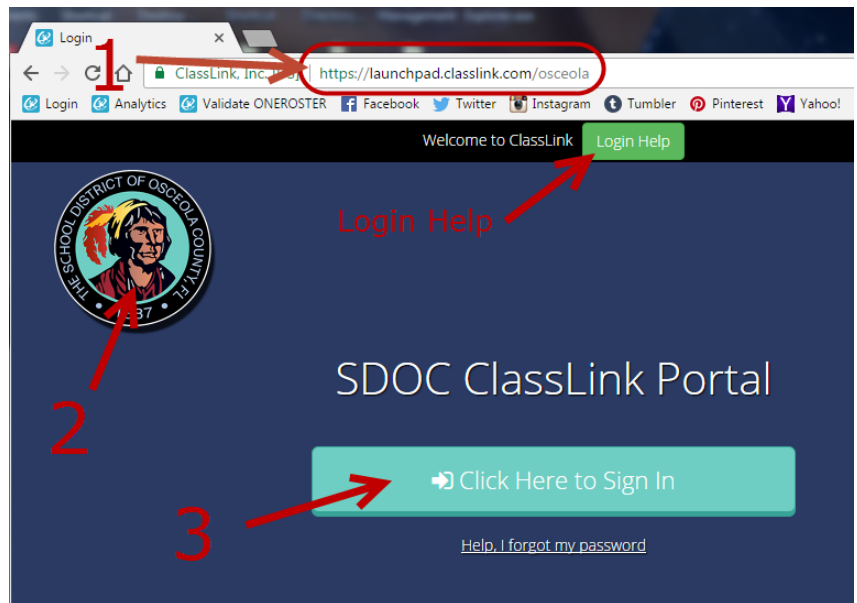 Login
1
ClassLink, Inc. [US] https://launchpad.classlink.com/osceola
Login Analytics Validate ONEROSTER Facebook Twitter Instagram Tumbler Pinterest Yahoo!
Welcome to ClassLink Login Help
THE SCHOOL DISTRICT OF OSCEOLA COUNTY, FL
Login Help
2
SDOC ClassLink Portal
Click Here to Sign In
3
Help, I forgot my password